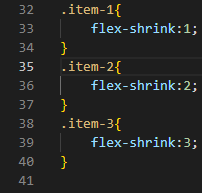 32 .item-1{
33     flex-shrink:1;
34 }
35 .item-2{
36     flex-shrink:2;
37 }
38 .item-3{
39     flex-shrink:3;
40 }
41